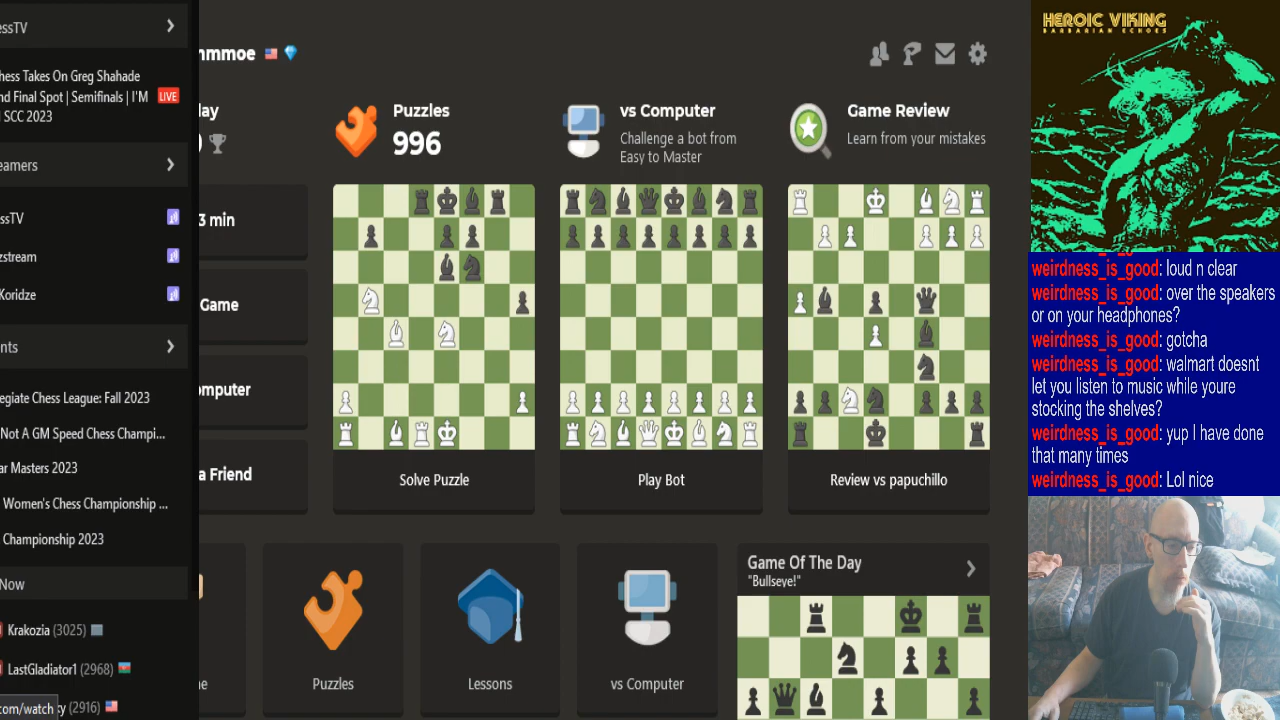 essTV
hess Takes On Greg Shahade
nd Final Spot | Semifinals | I'M
SCC 2023
LIVE
eamers
ssTV
zstream
Koridze
nts
egiate Chess League: Fall 2023
Not A GM Speed Chess Champi...
ar Masters 2023
Women's Chess Championship ...
Championship 2023
Now
Krakozia (3025)
LastGladiator1 (2968)
com/watch
zy (2916)
nmmoe
lay
3 min
Game
omputer
a Friend
Puzzles
996
vs Computer
Challenge a bot from
Easy to Master
Game Review
Learn from your mistakes
Solve Puzzle
Play Bot
Review vs papuchillo
ne
Puzzles
Lessons
vs Computer
Game Of The Day
"Bullseye!"
HEROIC VIKING
BARBARIAN ECHOES
weirdness_is_good: loud n clear
weirdness_is_good: over the speakers
or on your headphones?
weirdness_is_good: gotcha
weirdness_is_good: walmart doesnt
let you listen to music while youre
stocking the shelves?
weirdness_is_good: yup I have done
that many times
weirdness_is_good: Lol nice